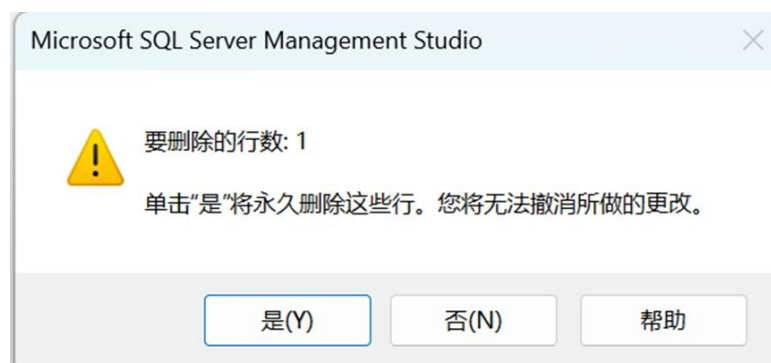 Microsoft SQL Server Management Studio
要删除的行数: 1
单击“是”将永久删除这些行。您将无法撤消所做的更改。
是(Y)
否(N)
帮助